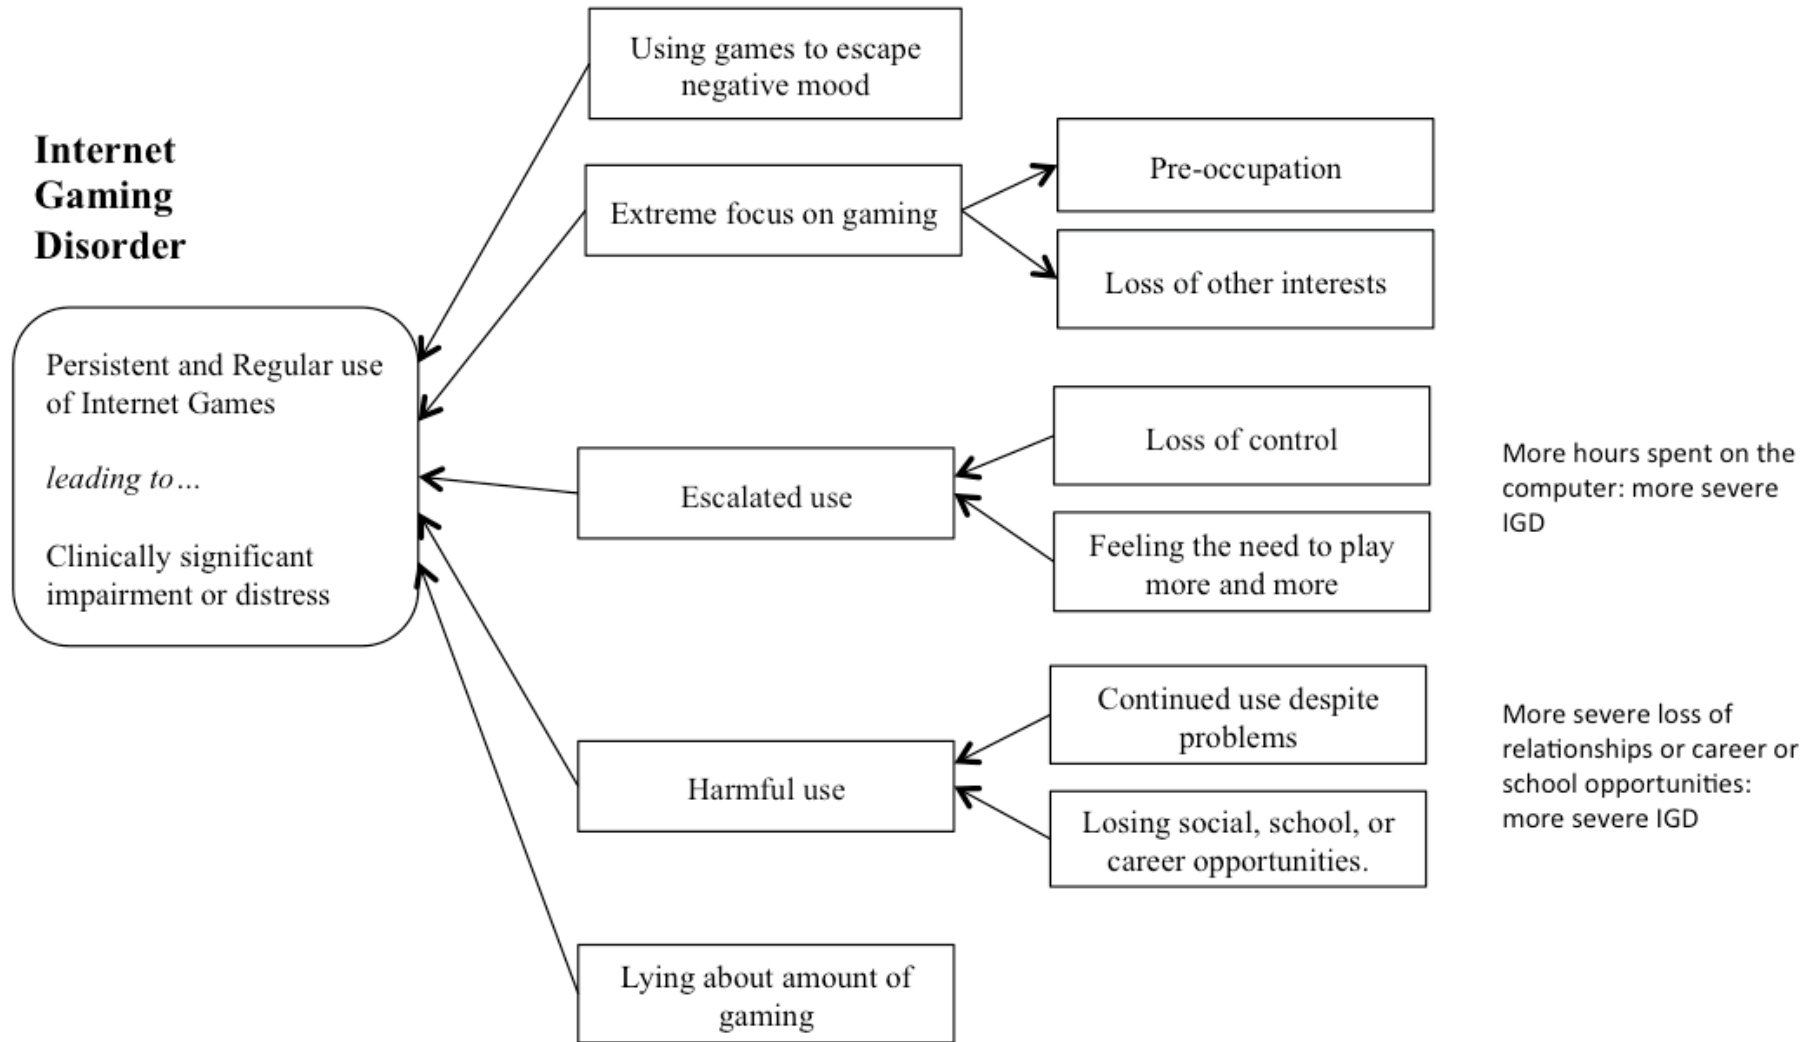 Internet
Gaming
Disorder
Persistent and Regular use
of Internet Games
leading to...
Clinically significant
impairment or distress
Using games to escape
negative mood
Extreme focus on gaming
Pre-occupation
Loss of other interests
Escalated use
Loss of control
Feeling the need to play
more and more
More hours spent on the
computer: more severe
IGD
Harmful use
Continued use despite
problems
Losing social, school, or
career opportunities.
More severe loss of
relationships or career or
school opportunities:
more severe IGD
Lying about amount of
gaming